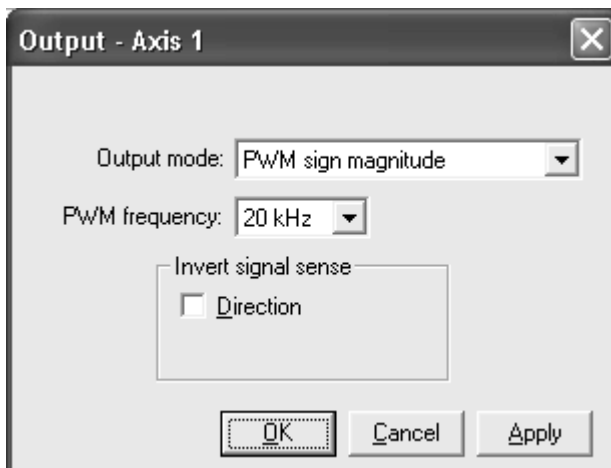 Output - Axis 1
Output mode: PWM sign magnitude
PWM frequency: 20 kHz
Invert signal sense
Direction
OK Cancel Apply